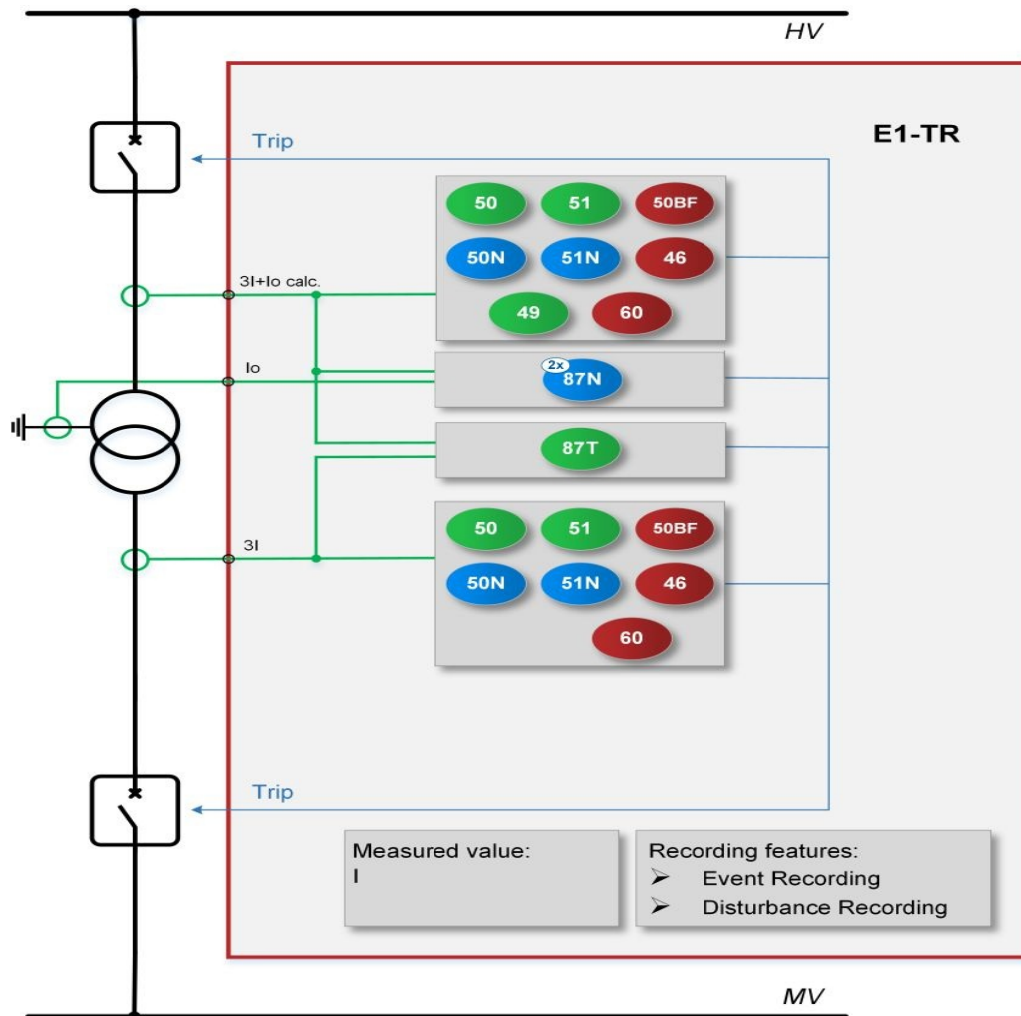 HV
E1-TR
Trip
50 51 50BF
50N 51N 46
3I+Io calc.
49 60
Io
2x
87N
87T
50 51 50BF
3I
50N 51N 46
60
Trip
Measured value:
I
Recording features:
➢ Event Recording
➢ Disturbance Recording
MV